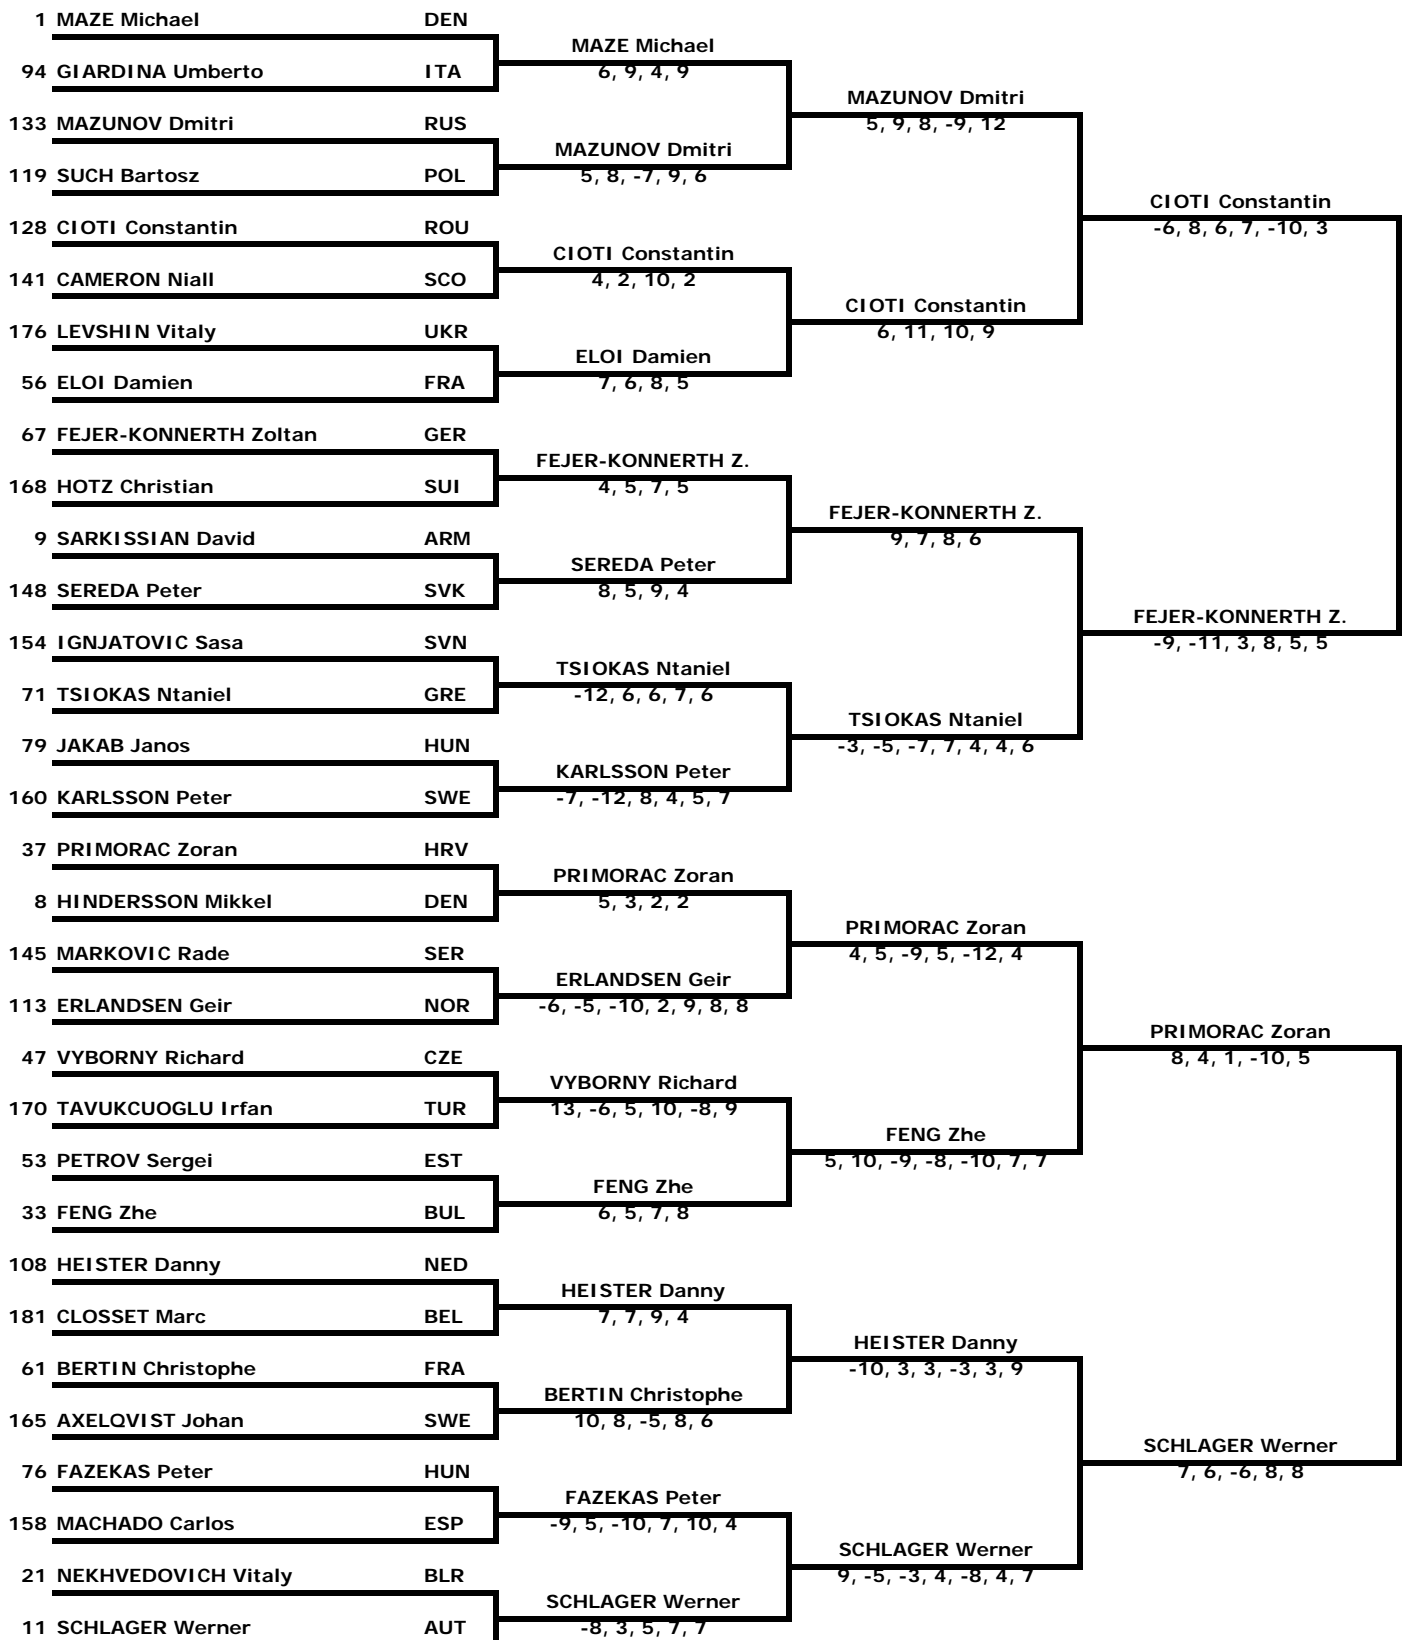 1 MAZE Michael DEN
MAZE Michael
94 GIARDINA Umberto ITA
6, 9, 4, 9
MAZUNOV Dmitri
133 MAZUNOV Dmitri RUS
5, 9, 8, -9, 12
MAZUNOV Dmitri
119 SUCH Bartosz POL
5, 8, -7, 9, 6
CIOTI Constantin
128 CIOTI Constantin ROU
-6, 8, 6, 7, -10, 3
CIOTI Constantin
141 CAMERON Niall SCO
4, 2, 10, 2
CIOTI Constantin
176 LEVSHIN Vitaly UKR
6, 11, 10, 9
ELOI Damien
56 ELOI Damien FRA
7, 6, 8, 5
67 FEJER-KONNERTH Zoltan GER
FEJER-KONNERTH Z.
168 HOTZ Christian SUI
4, 5, 7, 5
FEJER-KONNERTH Z.
9 SARKISSIAN David ARM
9, 7, 8, 6
SEREDA Peter
148 SEREDA Peter SVK
8, 5, 9, 4
FEJER-KONNERTH Z.
154 IGNJATOVIC Sasa SVN
-9, -11, 3, 8, 5, 5
TSIOKAS Ntaniel
71 TSIOKAS Ntaniel GRE
-12, 6, 6, 7, 6
TSIOKAS Ntaniel
79 JAKAB Janos HUN
-3, -5, -7, 7, 4, 4, 6
KARLSSON Peter
160 KARLSSON Peter SWE
-7, -12, 8, 4, 5, 7
37 PRIMORAC Zoran HRV
PRIMORAC Zoran
8 HINDERSSON Mikkel DEN
5, 3, 2, 2
PRIMORAC Zoran
145 MARKOVIC Rade SER
4, 5, -9, 5, -12, 4
ERLANDSEN Geir
113 ERLANDSEN Geir NOR
-6, -5, -10, 2, 9, 8, 8
PRIMORAC Zoran
47 VYBORNY Richard CZE
8, 4, 1, -10, 5
VYBORNY Richard
170 TAVUKCUOGLU Irfan TUR
13, -6, 5, 10, -8, 9
FENG Zhe
53 PETROV Sergei EST
5, 10, -9, -8, -10, 7, 7
FENG Zhe
33 FENG Zhe BUL
6, 5, 7, 8
108 HEISTER Danny NED
HEISTER Danny
181 CLOSSET Marc BEL
7, 7, 9, 4
HEISTER Danny
61 BERTIN Christophe FRA
-10, 3, 3, -3, 3, 9
BERTIN Christophe
165 AXELQVIST Johan SWE
10, 8, -5, 8, 6
SCHLAGER Werner
76 FAZEKAS Peter HUN
7, 6, -6, 8, 8
FAZEKAS Peter
158 MACHADO Carlos ESP
-9, 5, -10, 7, 10, 4
SCHLAGER Werner
21 NEKHVEDOVICH Vitaly BLR
9, -5, -3, 4, -8, 4, 7
SCHLAGER Werner
11 SCHLAGER Werner AUT
-8, 3, 5, 7, 7